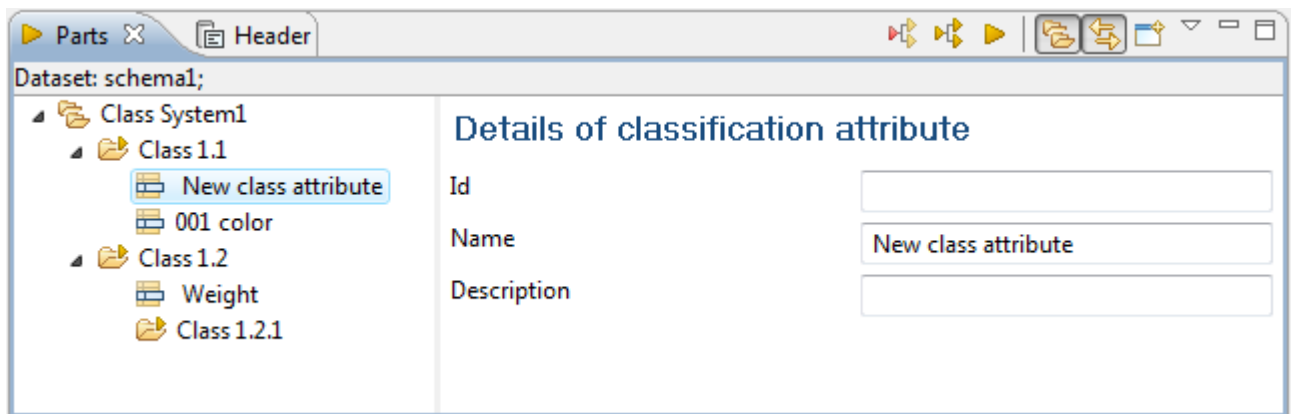 Parts Header
Dataset: schema1;
Class System1
Class 1.1
New class attribute
001 color
Class 1.2
Weight
Class 1.2.1
Details of classification attribute
Id
Name New class attribute
Description